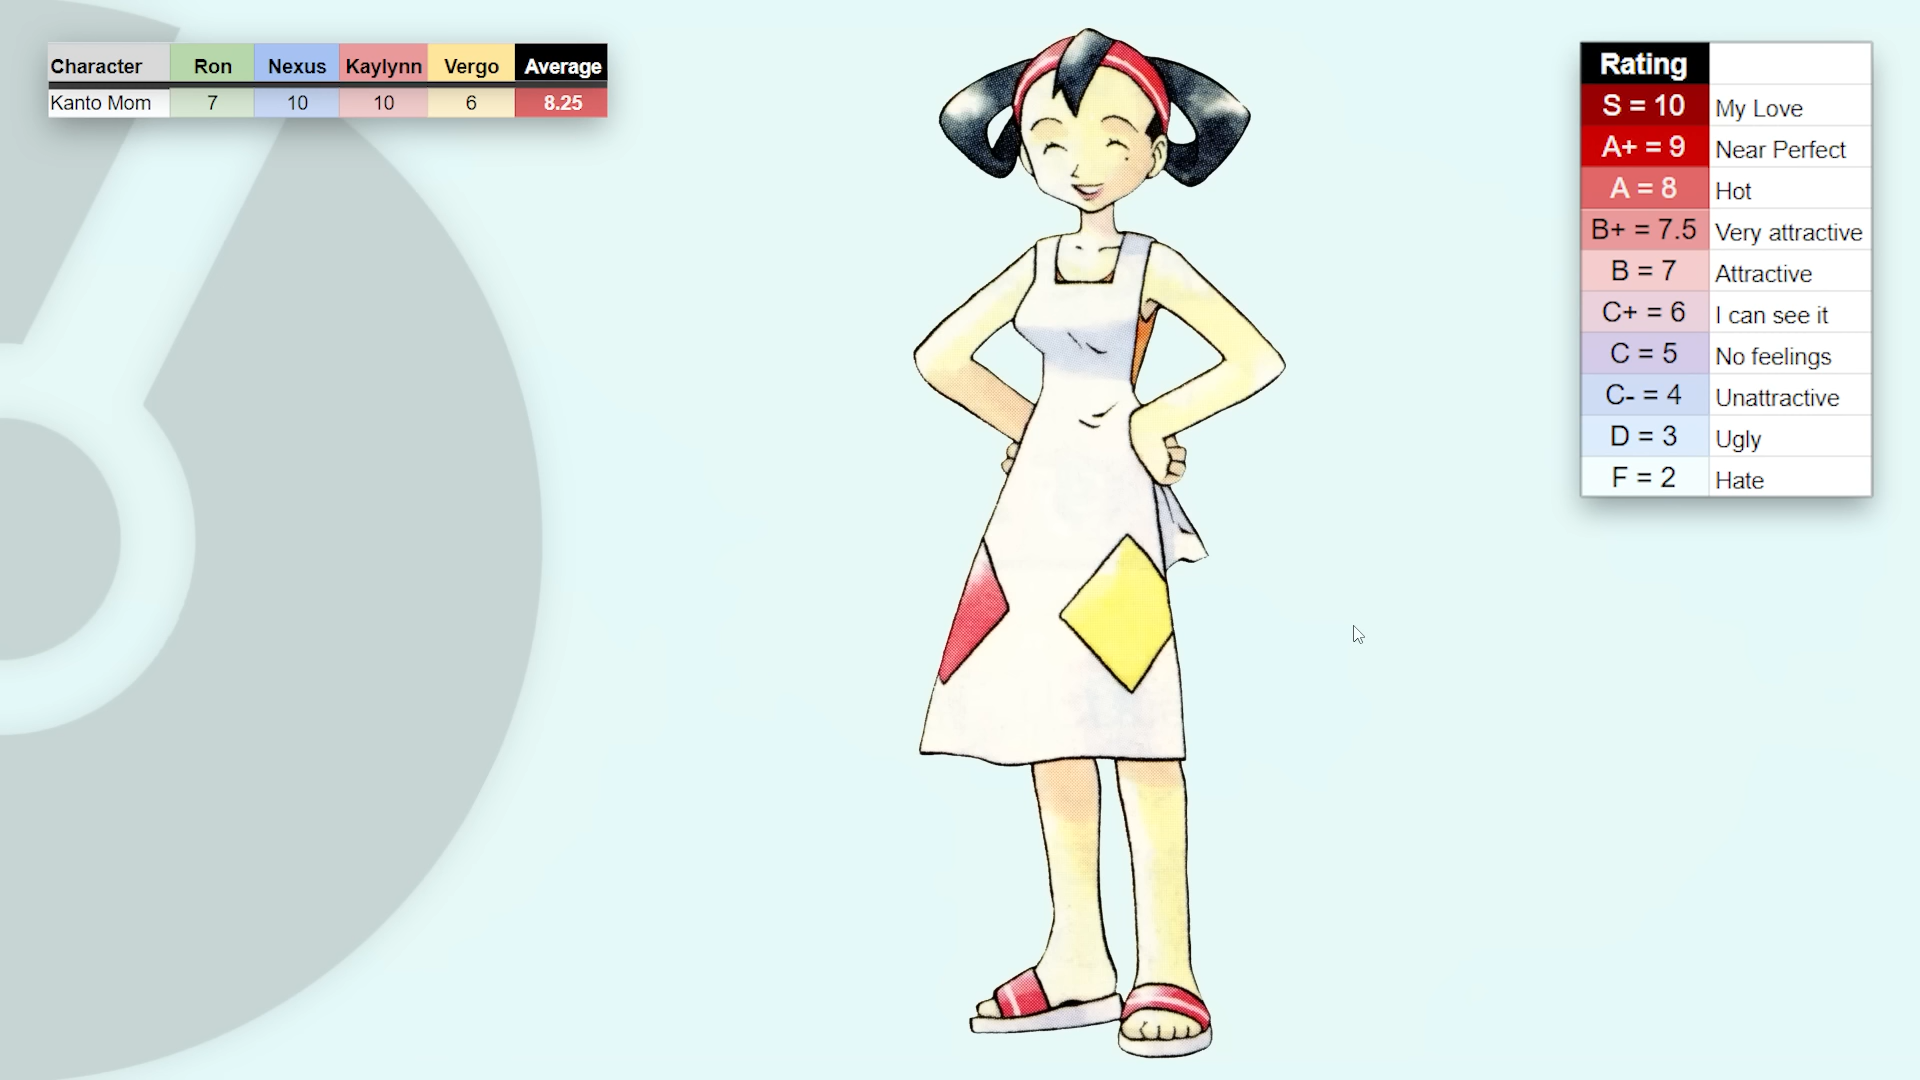 Character Ron Nexus Kaylynn Vergo Average
Kanto Mom 7 10 10 6 8.25
Rating
S = 10 My Love
A+ = 9 Near Perfect
A = 8 Hot
B+ = 7.5 Very attractive
B = 7 Attractive
C+ = 6 I can see it
C = 5 No feelings
C- = 4 Unattractive
D = 3 Ugly
F = 2 Hate